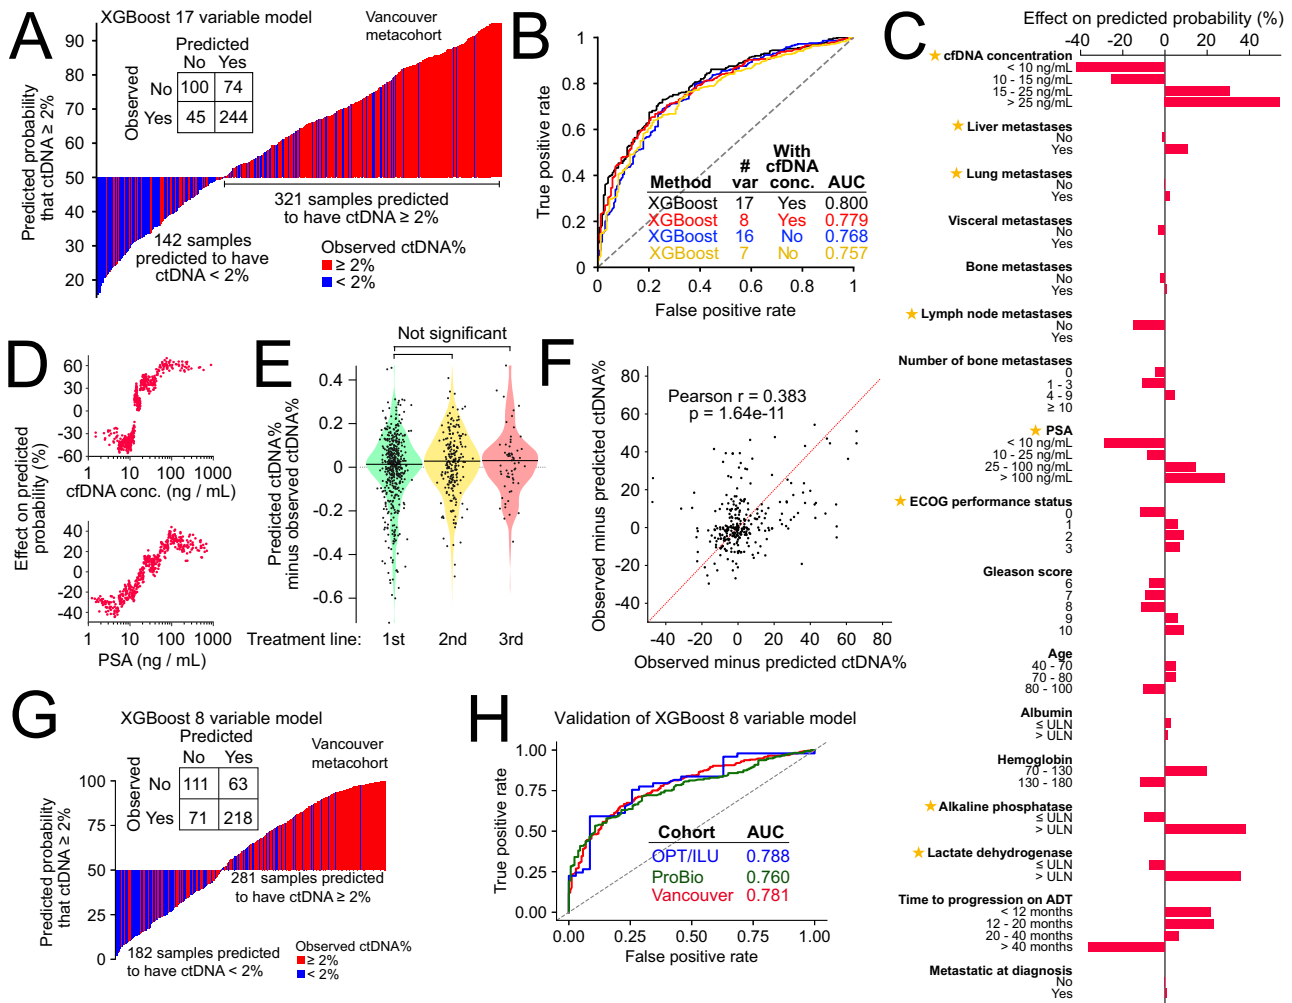 A
XGBoost 17 variable model
Vancouver
metacohort
Predicted
No Yes
Observed
No 100 74
Yes 45 244
Predicted probability
that ctDNA ≥ 2%
90
80
70
60
50
40
30
20
321 samples predicted
to have ctDNA ≥ 2%
142 samples
predicted to have
ctDNA < 2%
Observed ctDNA%
≥ 2%
< 2%
B
True positive rate
1
0.8
0.6
0.4
0.2
0
0 0.2 0.4 0.6 0.8 1
False positive rate
Method # var With cfDNA conc. AUC
XGBoost 17 Yes 0.800
XGBoost 8 Yes 0.779
XGBoost 16 No 0.768
XGBoost 7 No 0.757
C
Effect on predicted probability (%)
-40 -20 0 20 40
cfDNA concentration
< 10 ng/mL
10 - 15 ng/mL
15 - 25 ng/mL
> 25 ng/mL
Liver metastases
No
Yes
Lung metastases
No
Yes
Visceral metastases
No
Yes
Bone metastases
No
Yes
Lymph node metastases
No
Yes
Number of bone metastases
0
1 - 3
4 - 9
≥ 10
PSA
< 10 ng/mL
10 - 25 ng/mL
25 - 100 ng/mL
> 100 ng/mL
ECOG performance status
0
1
2
3
Gleason score
6
7
8
9
10
Age
40 - 70
70 - 80
80 - 100
Albumin
≤ ULN
> ULN
Hemoglobin
70 - 130
130 - 180
Alkaline phosphatase
≤ ULN
> ULN
Lactate dehydrogenase
≤ ULN
> ULN
Time to progression on ADT
< 12 months
12 - 20 months
20 - 40 months
> 40 months
Metastatic at diagnosis
No
Yes
D
Effect on predicted
probability (%)
60
30
0
-30
-60
1 10 100 1000
cfDNA conc. (ng / mL)
40
20
0
-20
-40
1 10 100 1000
PSA (ng / mL)
E
Not significant
Predicted ctDNA%
minus observed ctDNA%
0.4
0.2
0
-0.2
-0.4
-0.6
Treatment line: 1st 2nd 3rd
F
Pearson r = 0.383
p = 1.64e-11
Observed minus predicted ctDNA%
80
60
40
20
0
-20
-40
-40 -20 0 20 40 60 80
Observed minus predicted ctDNA%
G
XGBoost 8 variable model
Predicted
No Yes
Observed
No 111 63
Yes 71 218
Vancouver
metacohort
Predicted probability
that ctDNA ≥ 2%
100
75
50
25
0
281 samples predicted
to have ctDNA ≥ 2%
182 samples predicted
to have ctDNA < 2%
Observed ctDNA%
≥ 2%
< 2%
H
Validation of XGBoost 8 variable model
True positive rate
1.00
0.75
0.50
0.25
0.00
0.00 0.25 0.50 0.75 1.00
False positive rate
Cohort AUC
OPT/ILU 0.788
ProBio 0.760
Vancouver 0.781